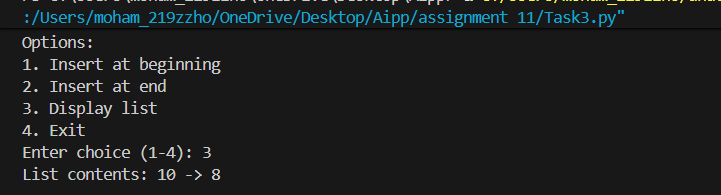 :/Users/moham_219zzho/OneDrive/Desktop/Aipp/assignment 11/Task3.py"
Options:
1. Insert at beginning
2. Insert at end
3. Display list
4. Exit
Enter choice (1-4): 3
List contents: 10 -> 8